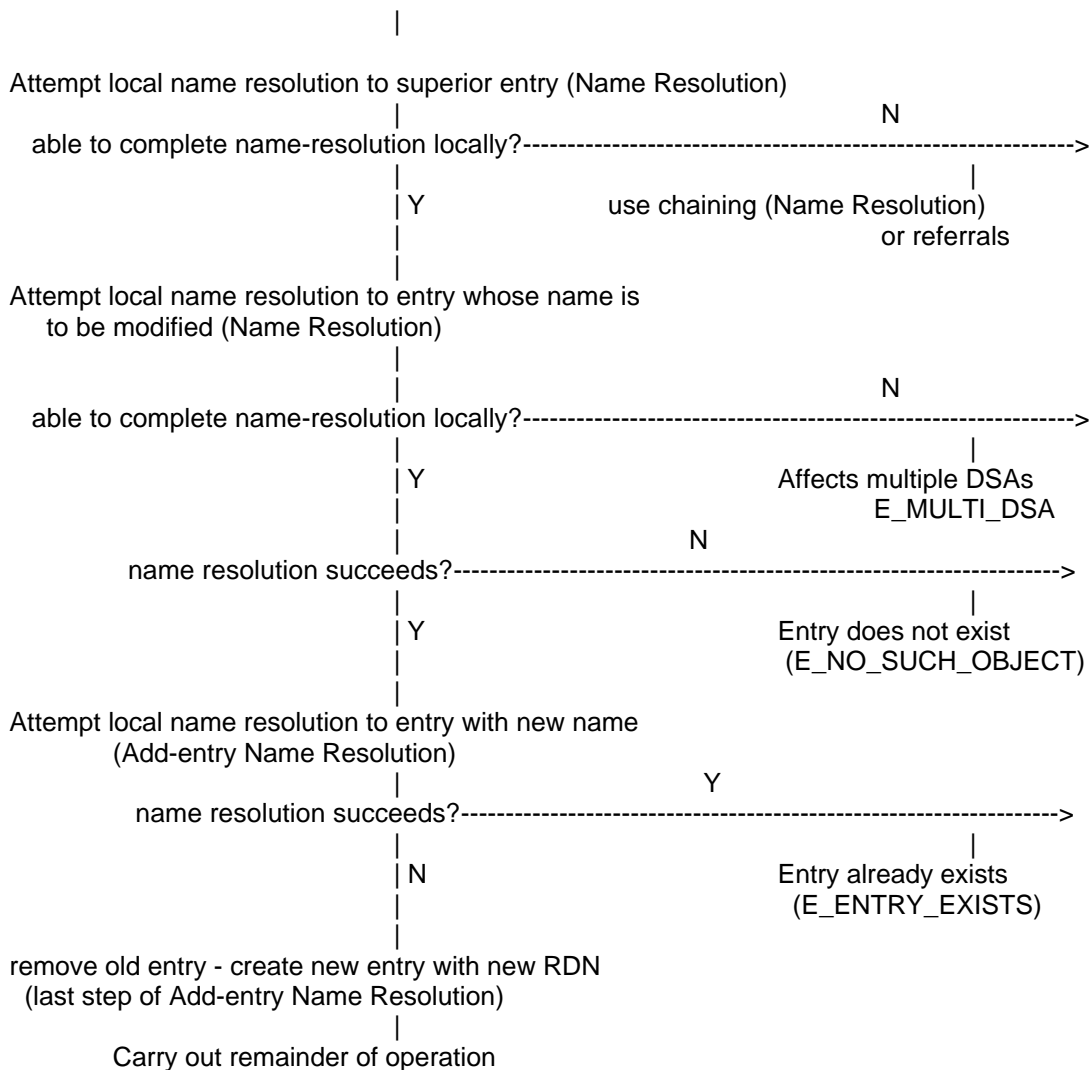 |
Attempt local name resolution to superior entry (Name Resolution)
| N
able to complete name-resolution locally?------------------------------------------------------------->
| |
| Y use chaining (Name Resolution)
| or referrals
|
Attempt local name resolution to entry whose name is
to be modified (Name Resolution)
|
| N
able to complete name-resolution locally?------------------------------------------------------------->
| |
| Y Affects multiple DSAs
| E_MULTI_DSA
| N
name resolution succeeds?------------------------------------------------------------------->
| |
| Y Entry does not exist
| (E_NO_SUCH_OBJECT)
|
Attempt local name resolution to entry with new name
(Add-entry Name Resolution)
| Y
name resolution succeeds?------------------------------------------------------------------>
| |
| N Entry already exists
| (E_ENTRY_EXISTS)
|
remove old entry - create new entry with new RDN
(last step of Add-entry Name Resolution)
|
Carry out remainder of operation